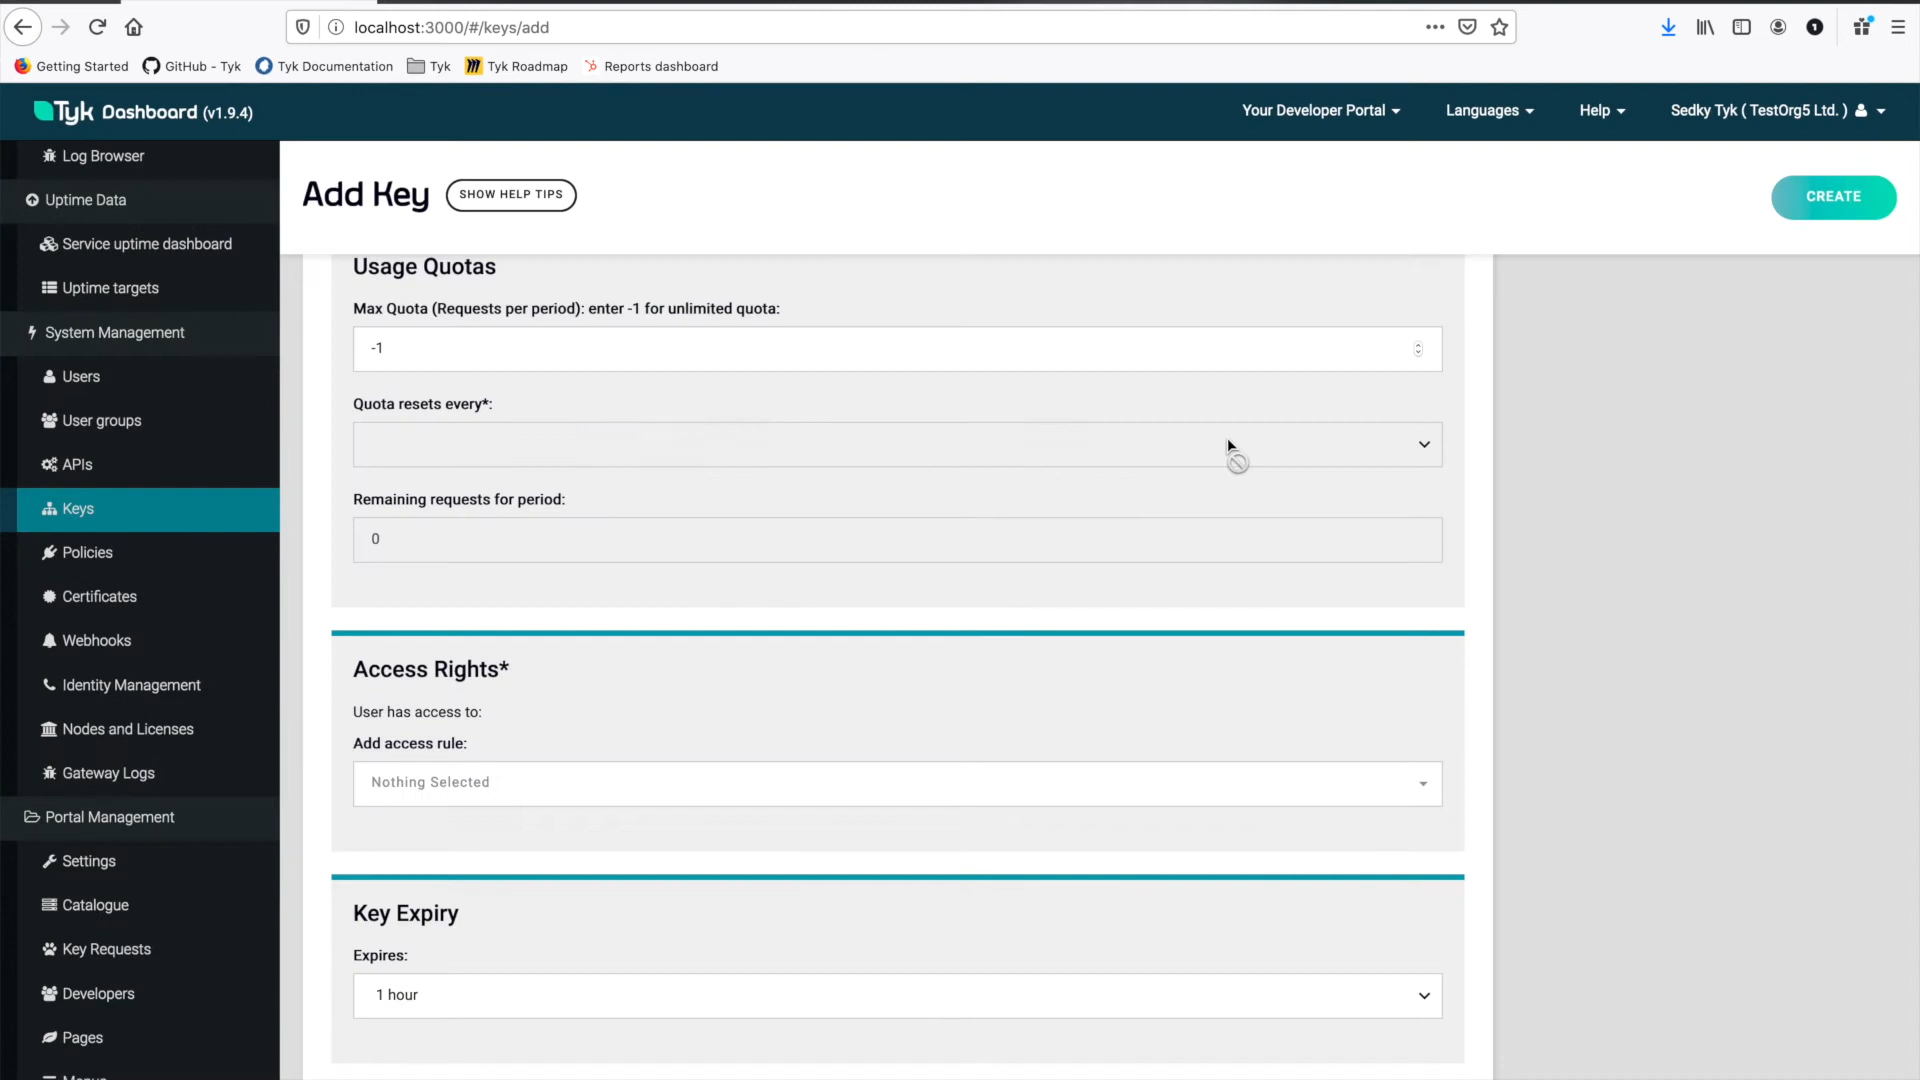 localhost:3000/#/keys/add
Getting Started
GitHub - Tyk
Tyk Documentation
Tyk
Tyk Roadmap
Reports dashboard
Tyk Dashboard (v1.9.4)
Your Developer Portal
Languages
Help
Sedky Tyk ( TestOrg5 Ltd. )
Log Browser
Uptime Data
Service uptime dashboard
Uptime targets
System Management
Users
User groups
APIs
Keys
Policies
Certificates
Webhooks
Identity Management
Nodes and Licenses
Gateway Logs
Portal Management
Settings
Catalogue
Key Requests
Developers
Pages
Add Key
SHOW HELP TIPS
CREATE
Usage Quotas
Max Quota (Requests per period): enter -1 for unlimited quota:
-1
Quota resets every*:
Remaining requests for period:
0
Access Rights*
User has access to:
Add access rule:
Nothing Selected
Key Expiry
Expires:
1 hour